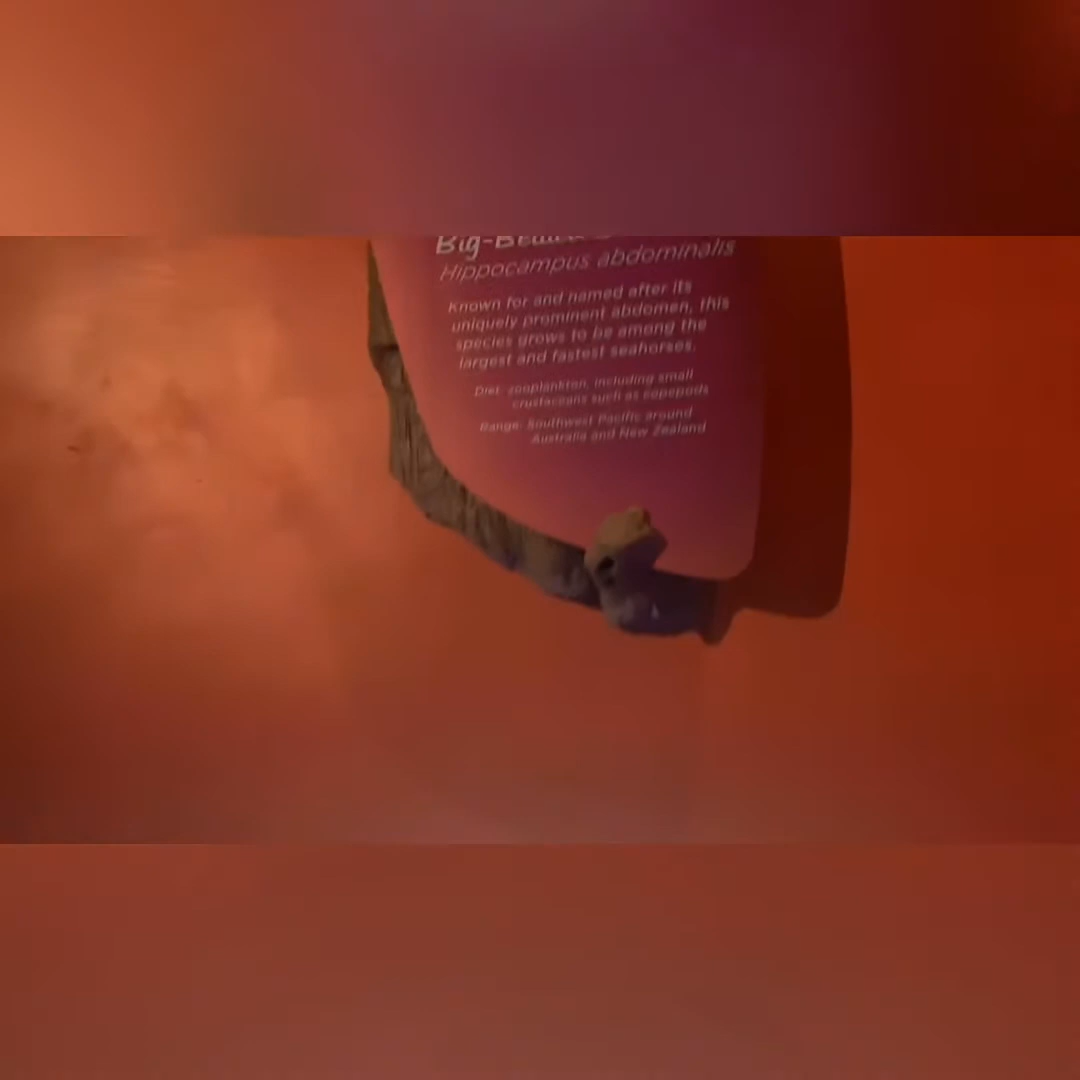 Big-Bellied
Hippocampus abdominalis
Known for and named after its
uniquely prominent abdomen, this
species grows to be among the
largest and fastest seahorses.
Diet: zooplankton, including small
crustaceans such as copepods
Range: Southwest Pacific around
Australia and New Zealand